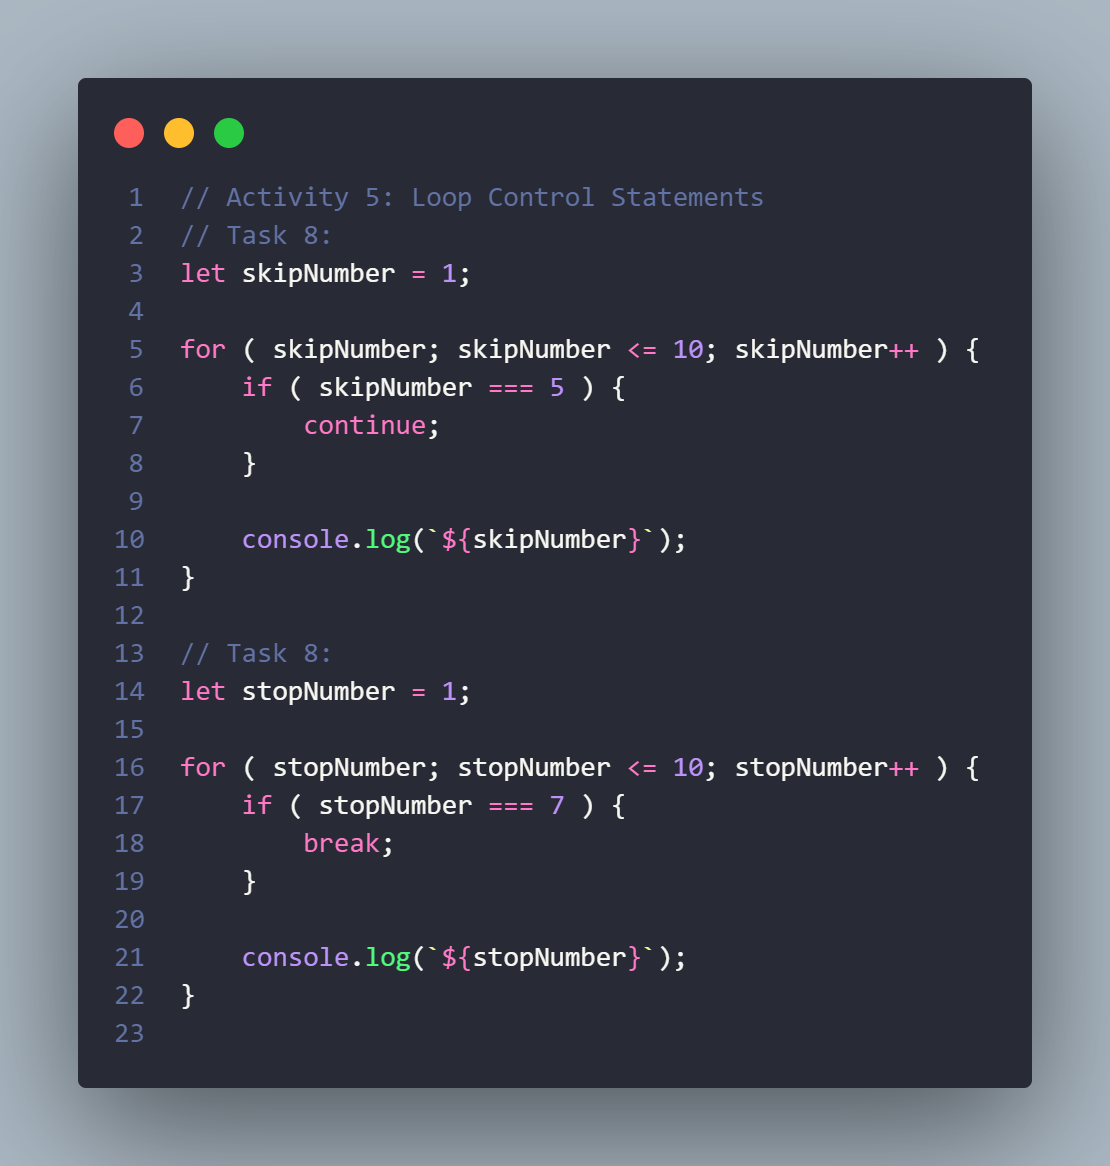 1 // Activity 5: Loop Control Statements
2 // Task 8:
3 let skipNumber = 1;
4
5 for ( skipNumber; skipNumber <= 10; skipNumber++ ) {
6     if ( skipNumber === 5 ) {
7         continue;
8     }
9
10     console.log(`${skipNumber}`);
11 }
12
13 // Task 8:
14 let stopNumber = 1;
15
16 for ( stopNumber; stopNumber <= 10; stopNumber++ ) {
17     if ( stopNumber === 7 ) {
18         break;
19     }
20
21     console.log(`${stopNumber}`);
22 }
23